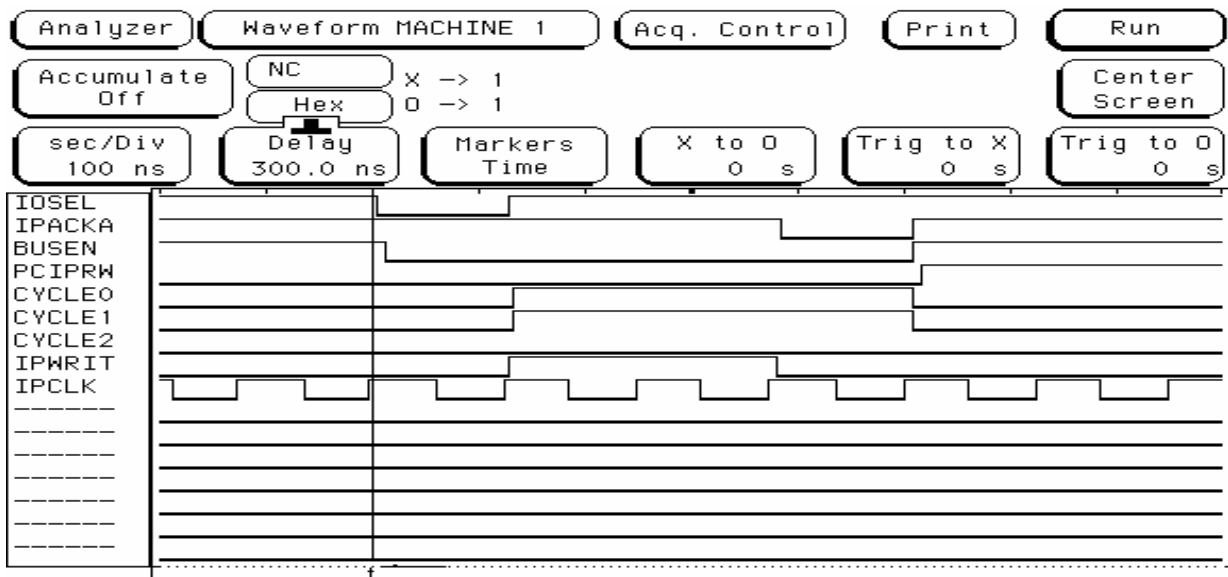 Analyzer Waveform MACHINE 1 Acq. Control Print Run
Accumulate Off NC X -> 1 Center Screen
Hex O -> 1
sec/Div Delay Markers X to O Trig to X Trig to O
100 ns 300.0 ns Time 0 s 0 s 0 s
IOSEL
IPACKA
BUSEN
PCIPRW
CYCLE0
CYCLE1
CYCLE2
IPWRIT
IPCLK
------
------
------
------
------
------
------